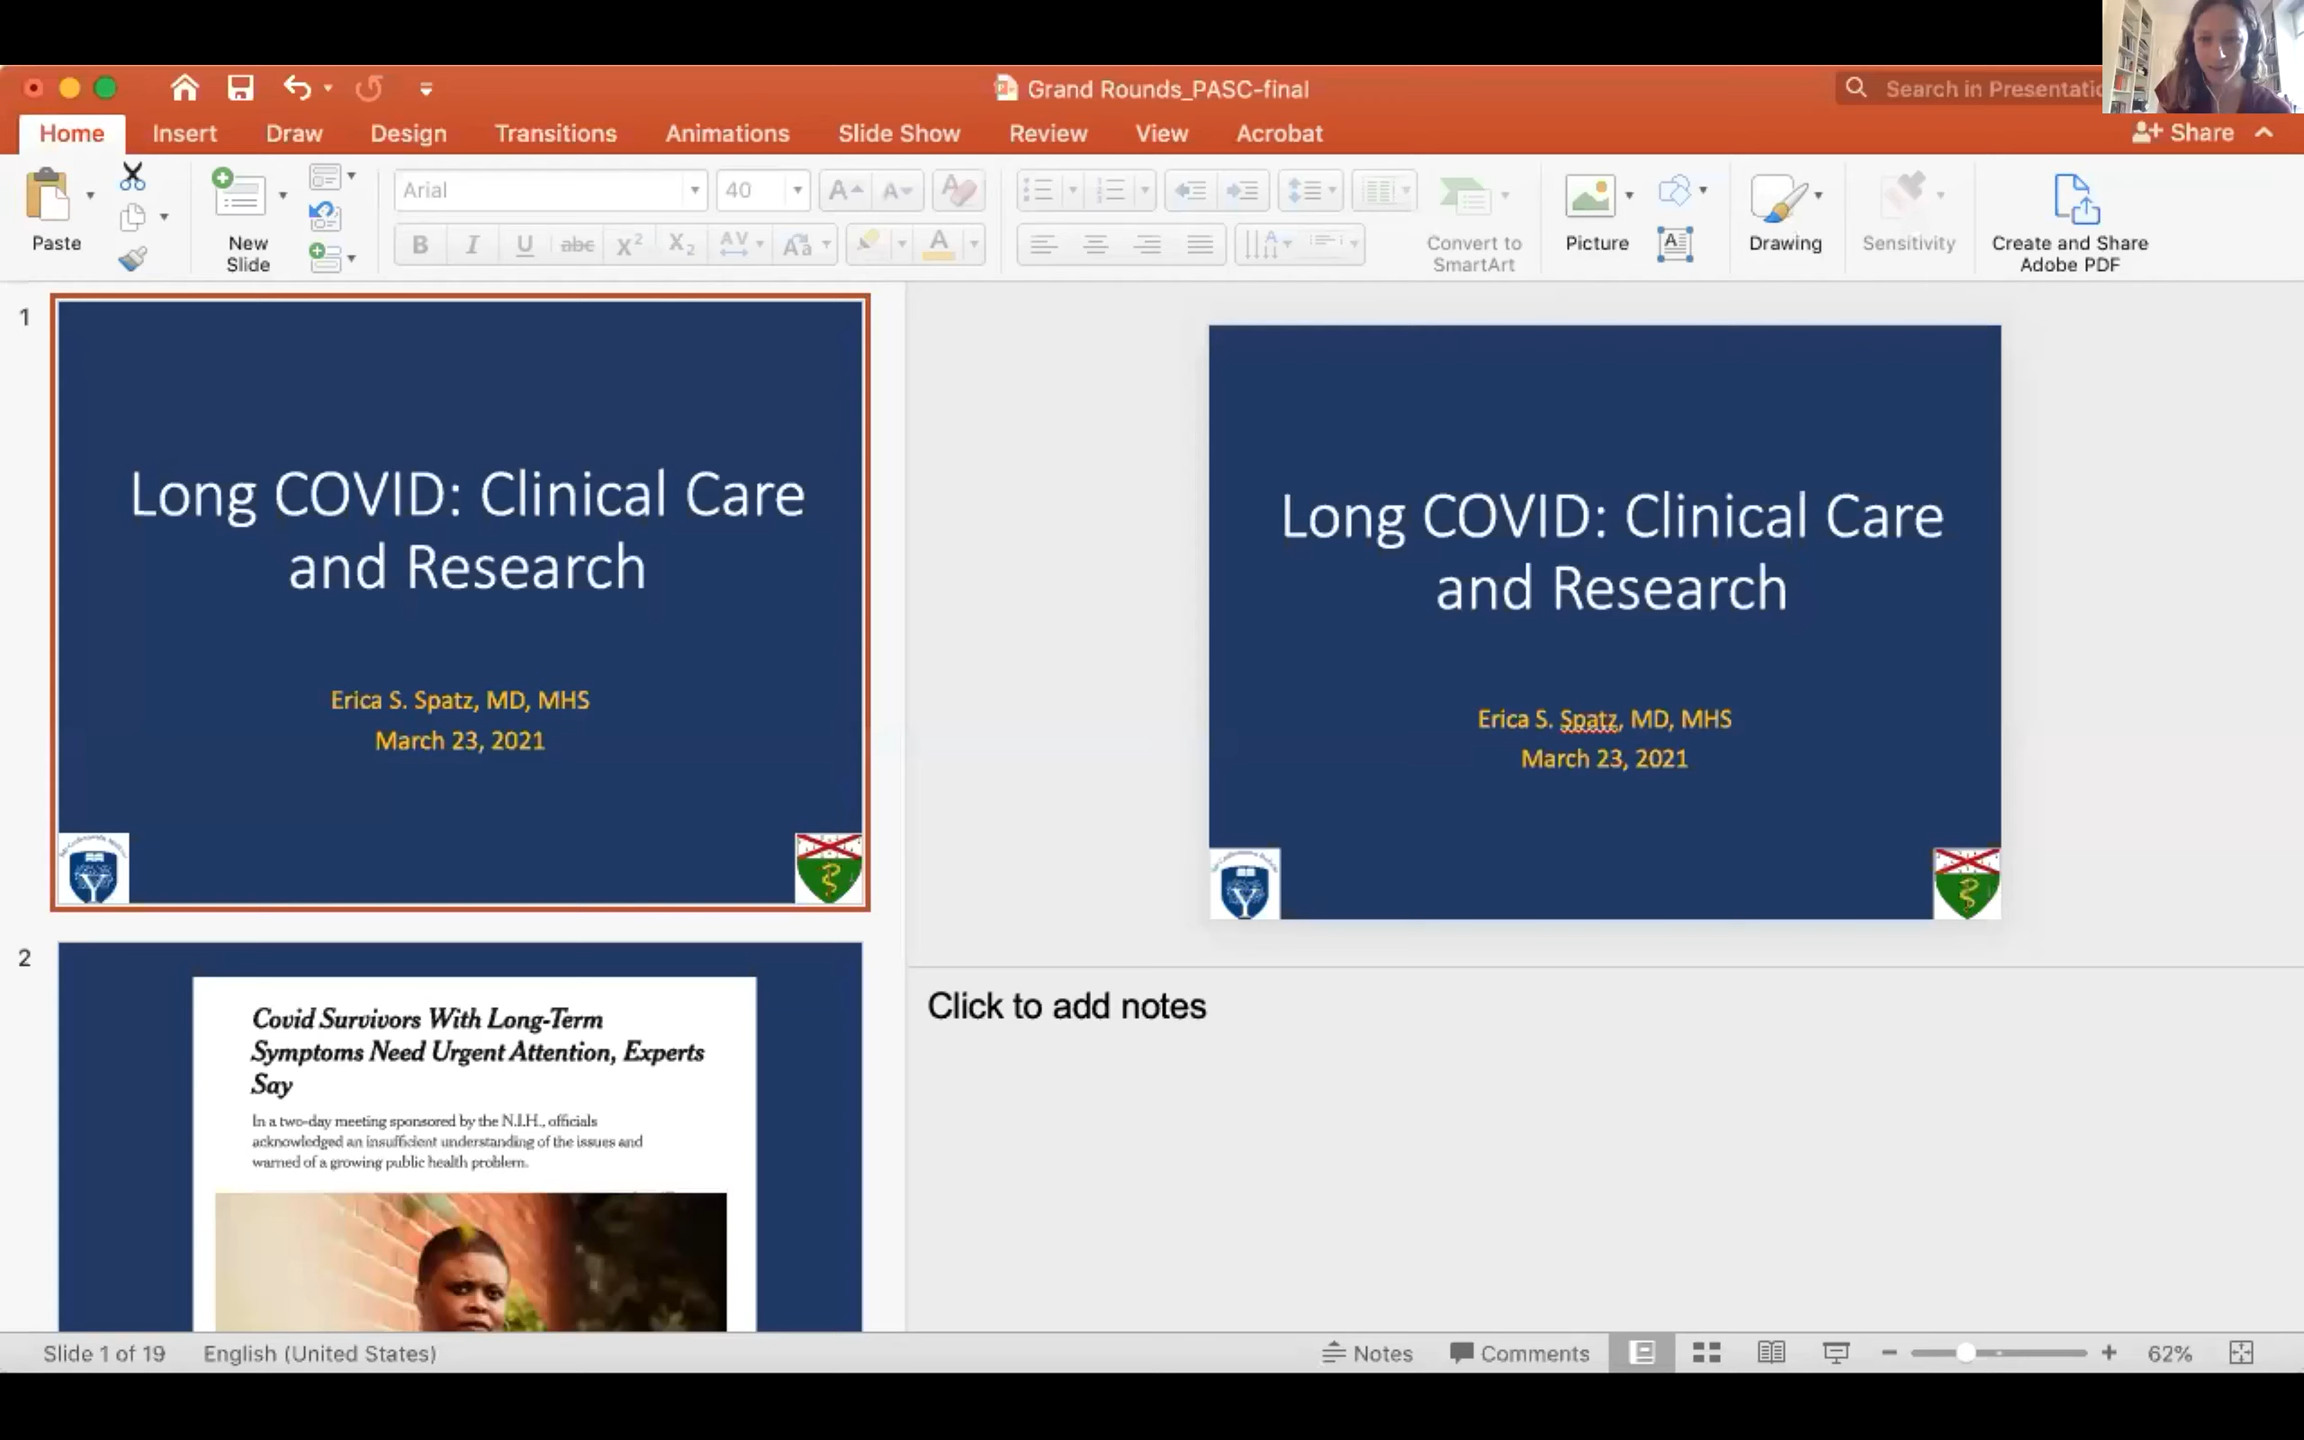 Grand Rounds_PASC-final
Search in Presentatio
Home Insert Draw Design Transitions Animations Slide Show Review View Acrobat
Share
Paste
New
Slide
Arial
40
Convert to
SmartArt
Picture
Drawing
Sensitivity
Create and Share
Adobe PDF
1
Long COVID: Clinical Care
and Research
Erica S. Spatz, MD, MHS
March 23, 2021
2
Covid Survivors With Long-Term
Symptoms Need Urgent Attention, Experts
Say
In a two-day meeting sponsored by the N.I.H., officials
acknowledged an insufficient understanding of the issues and
warned of a growing public health problem.
Long COVID: Clinical Care
and Research
Erica S. Spatz, MD, MHS
March 23, 2021
Click to add notes
Slide 1 of 19
English (United States)
Notes
Comments
62%